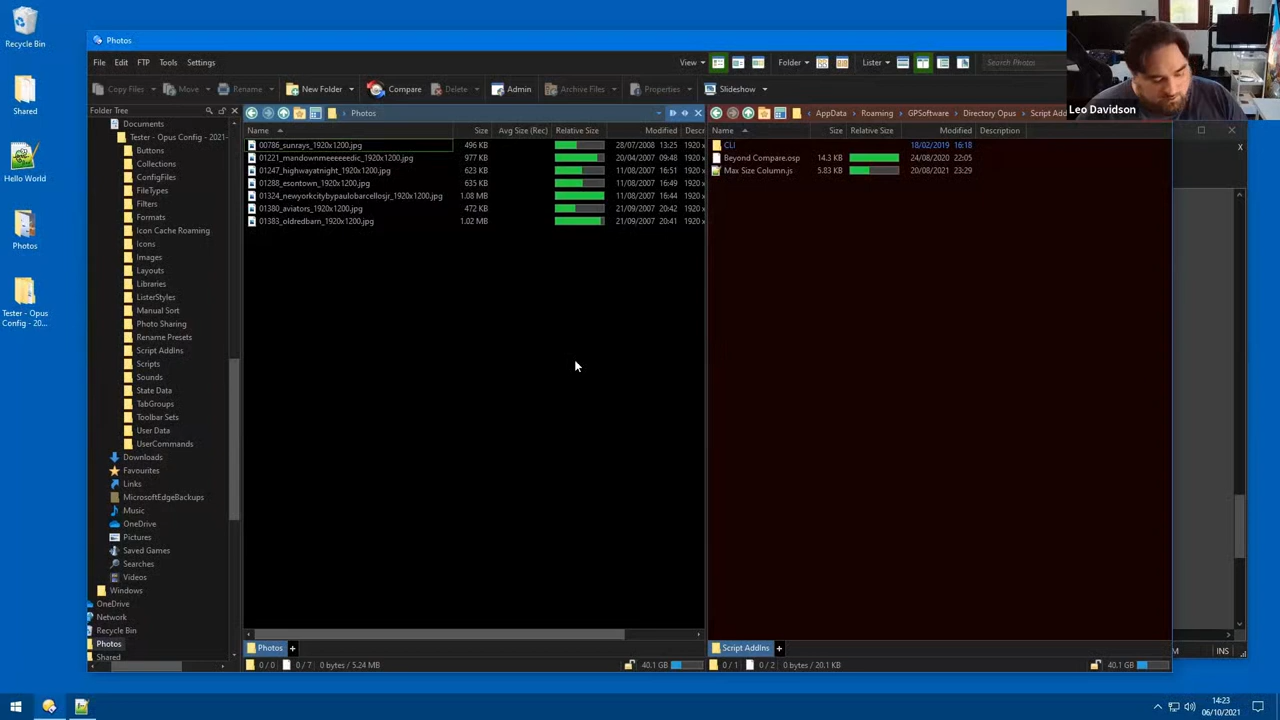 Recycle Bin
Shared
Hello World
Photos
Tester - Opus
Config - 20...
Photos
File Edit FTP Tools Settings
View Folder Lister Search Photos
Copy Files Move Rename New Folder Compare Delete Admin Archive Files Properties Slideshow
Folder Tree
Documents
Tester - Opus Config - 2021-
Buttons
Collections
ConfigFiles
FileTypes
Filters
Formats
Icon Cache Roaming
Icons
Images
Layouts
Libraries
ListerStyles
Manual Sort
Photo Sharing
Rename Presets
Script AddIns
Scripts
Sounds
State Data
TabGroups
Toolbar Sets
User Data
UserCommands
Downloads
Favourites
Links
MicrosoftEdgeBackups
Music
OneDrive
Pictures
Saved Games
Searches
Videos
Windows
OneDrive
Network
Recycle Bin
Photos
Shared
Photos
Name Size Avg Size (Rec) Relative Size Modified Descr
00786_sunrays_1920x1200.jpg 496 KB 28/07/2008 13:25 1920 x
01221_mandownmeeeeedic_1920x1200.jpg 977 KB 20/04/2007 09:48 1920 x
01247_highwayatnight_1920x1200.jpg 623 KB 11/08/2007 16:51 1920 x
01288_esontown_1920x1200.jpg 635 KB 11/08/2007 16:49 1920 x
01324_newyorkcitybypaulobarcellosjr_1920x1200.jpg 1.08 MB 11/08/2007 16:44 1920 x
01380_aviators_1920x1200.jpg 472 KB 21/09/2007 20:42 1920 x
01383_oldredbarn_1920x1200.jpg 1.02 MB 21/09/2007 20:41 1920 x
Photos +
0 / 0 0 / 7 0 bytes / 5.24 MB 40.1 GB
AppData Roaming GPSoftware Directory Opus Script Add
Name Size Relative Size Modified Description
CLI 18/02/2019 16:18
Beyond Compare.osp 14.3 KB 24/08/2020 22:05
Max Size Column.js 5.83 KB 20/08/2021 23:29
Script AddIns +
0 / 1 0 / 2 0 bytes / 20.1 KB 40.1 GB
Leo Davidson
X
M INS
14:23
06/10/2021